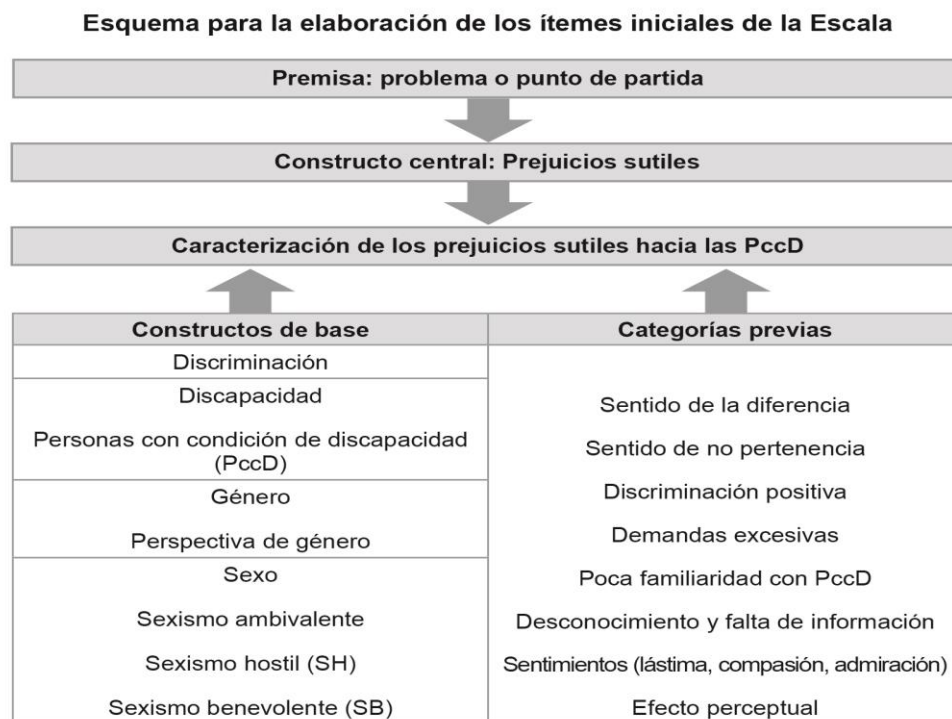 Esquema para la elaboración de los ítemes iniciales de la Escala
Premisa: problema o punto de partida
Constructo central: Prejuicios sutiles
Caracterización de los prejuicios sutiles hacia las PccD
Constructos de base
Discriminación
Discapacidad
Personas con condición de discapacidad
(PccD)
Género
Perspectiva de género
Sexo
Sexismo ambivalente
Sexismo hostil (SH)
Sexismo benevolente (SB)
Categorías previas
Sentido de la diferencia
Sentido de no pertenencia
Discriminación positiva
Demandas excesivas
Poca familiaridad con PccD
Desconocimiento y falta de información
Sentimientos (lástima, compasión, admiración)
Efecto perceptual